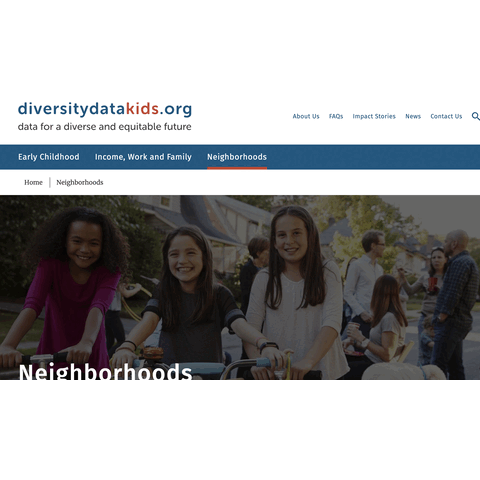 diversitydatakids.org
data for a diverse and equitable future
About Us FAQs Impact Stories News Contact Us
Early Childhood Income, Work and Family Neighborhoods
Home Neighborhoods
Neighborhoods